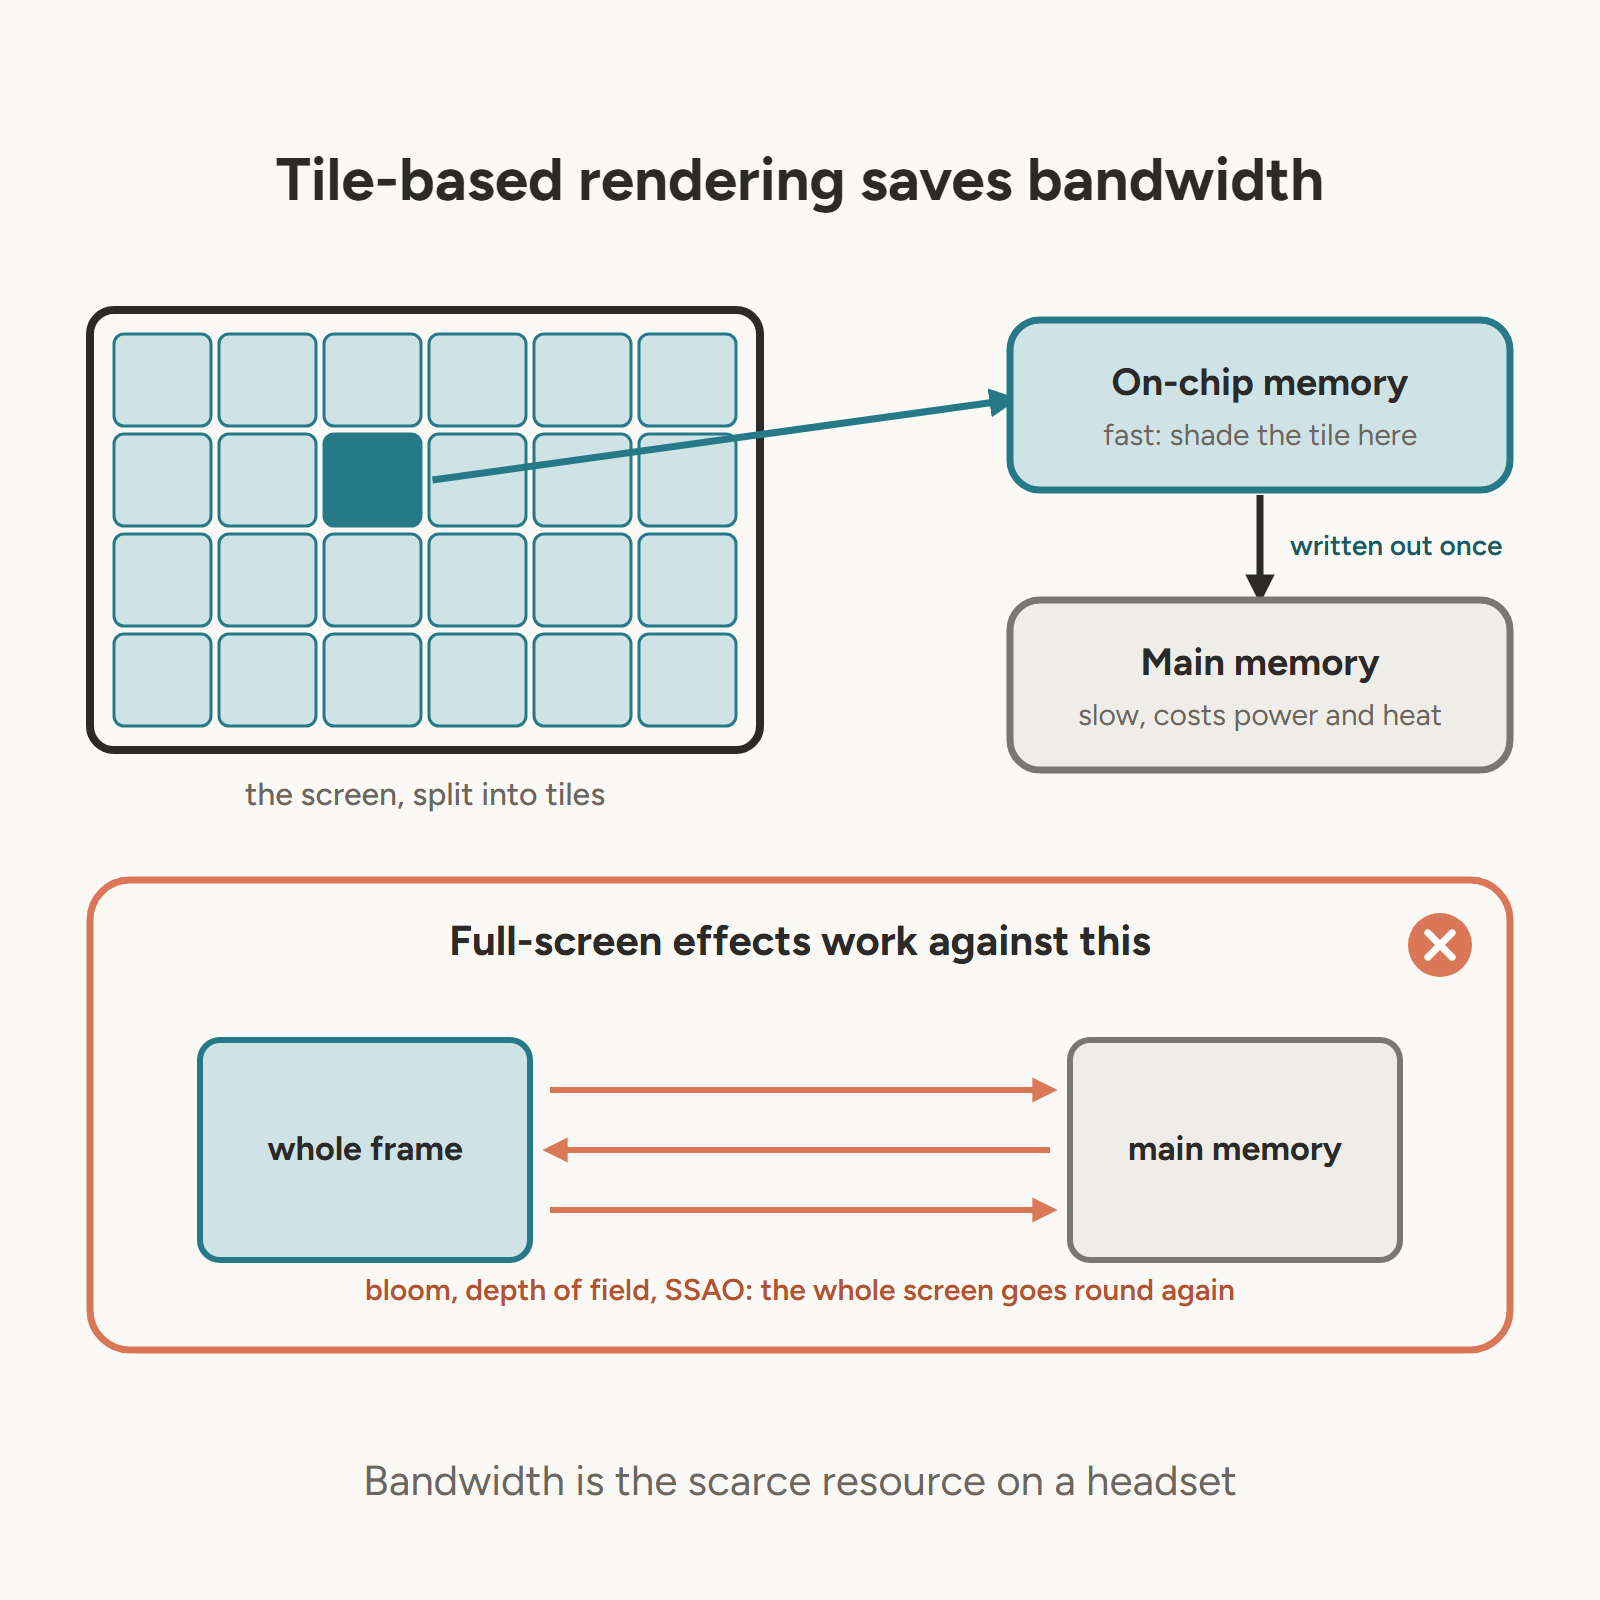 Tile-based rendering saves bandwidth
On-chip memory
fast: shade the tile here
written out once
Main memory
slow, costs power and heat
the screen, split into tiles
Full-screen effects work against this
whole frame
main memory
bloom, depth of field, SSAO: the whole screen goes round again
Bandwidth is the scarce resource on a headset